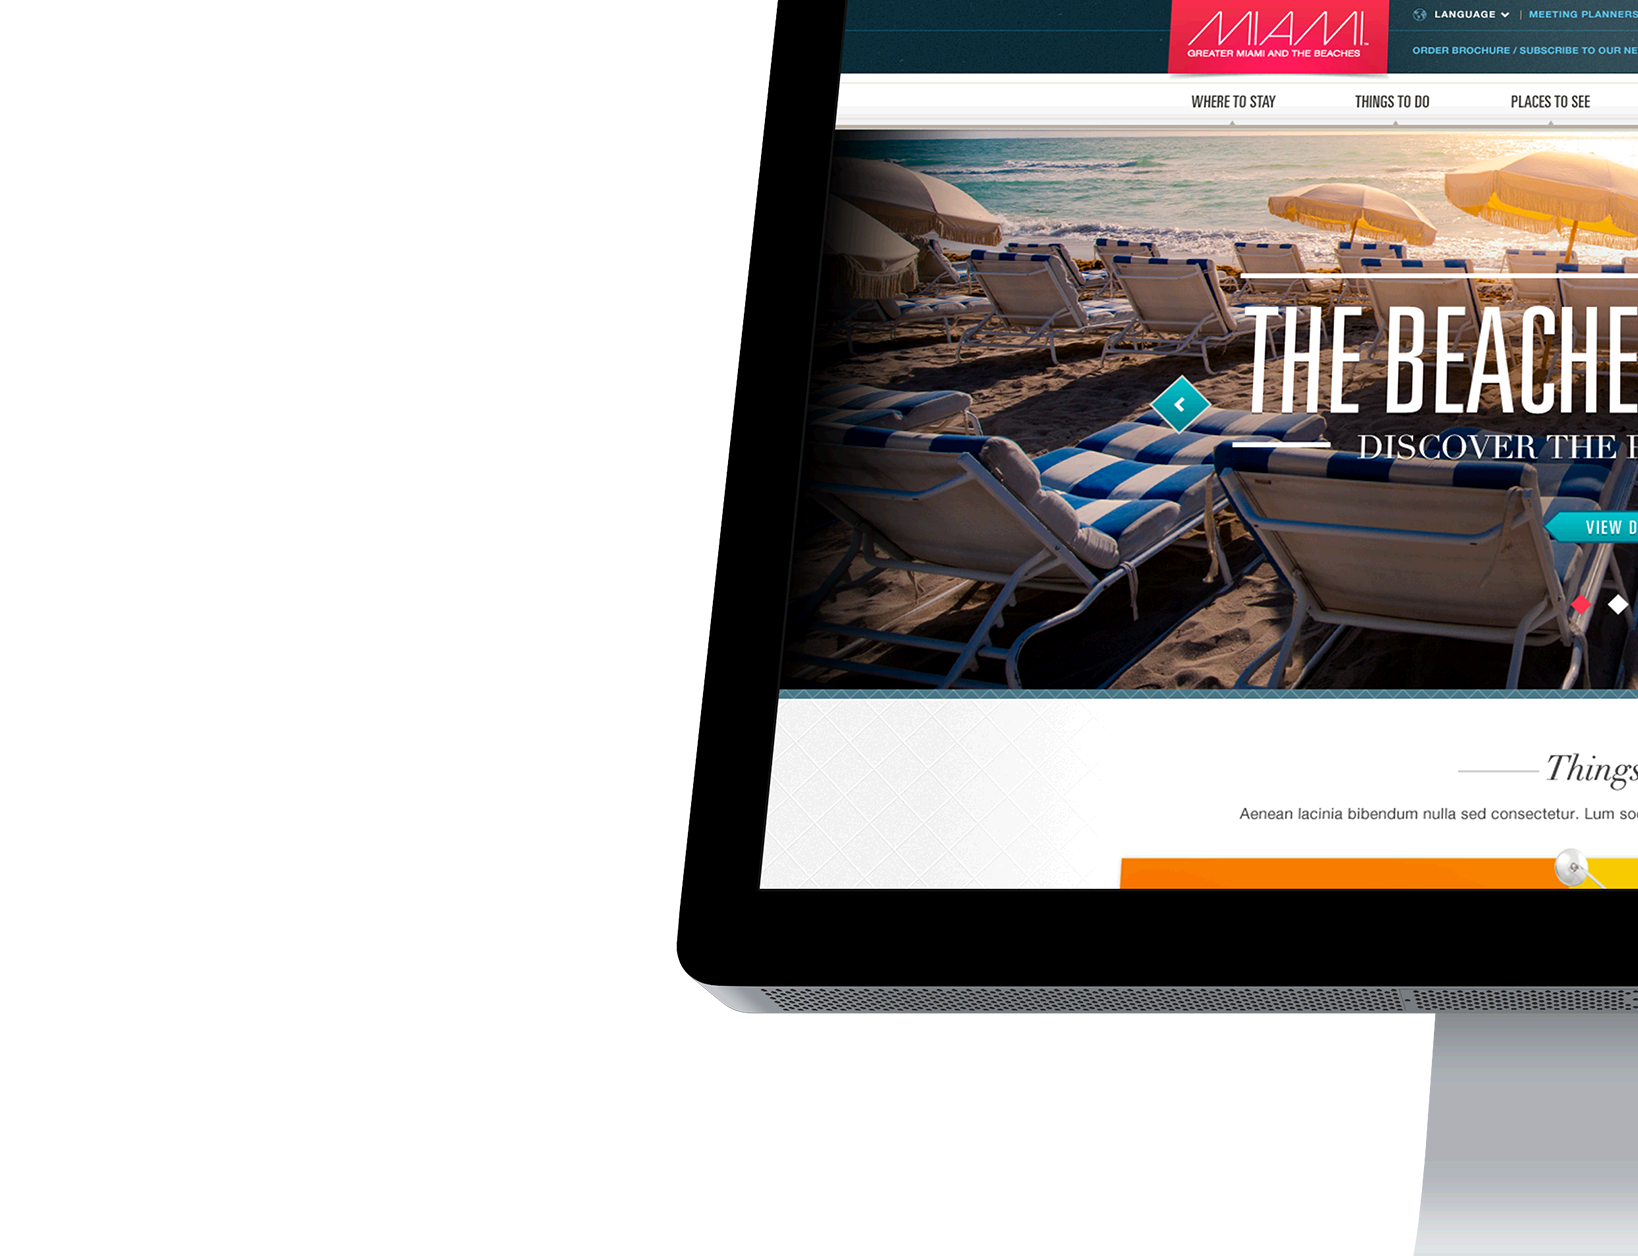 MIAMI
GREATER MIAMI AND THE BEACHES
LANGUAGE | MEETING PLANNERS
ORDER BROCHURE / SUBSCRIBE TO OUR NE
WHERE TO STAY THINGS TO DO PLACES TO SEE
THE BEACHE
DISCOVER THE
VIEW D
Things
Aenean lacinia bibendum nulla sed consectetur. Lum so